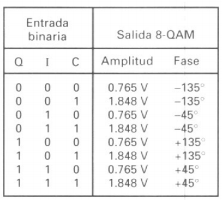 Entrada binaria Salida 8-QAM
Q I C Amplitud Fase
0 0 0 0.765 V −135°
0 0 1 1.848 V −135°
0 1 0 0.765 V −45°
0 1 1 1.848 V −45°
1 0 0 0.765 V +135°
1 0 1 1.848 V +135°
1 1 0 0.765 V +45°
1 1 1 1.848 V +45°